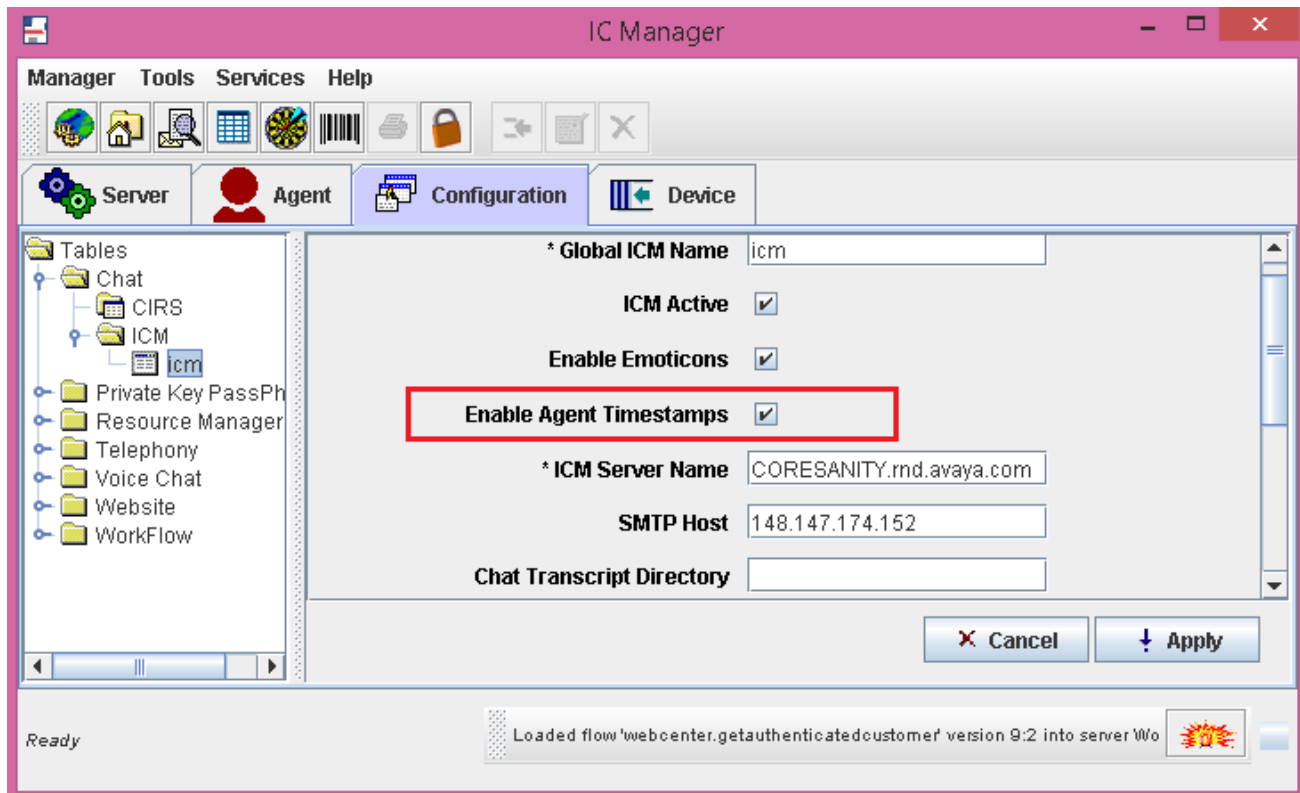 IC Manager
Manager Tools Services Help
Server Agent Configuration Device
Tables
Chat
CIRS
ICM
icm
Private Key PassPh
Resource Manager
Telephony
Voice Chat
Website
WorkFlow
* Global ICM Name icm
ICM Active
Enable Emoticons
Enable Agent Timestamps
* ICM Server Name CORESANITY.rnd.avaya.com
SMTP Host 148.147.174.152
Chat Transcript Directory
Cancel Apply
Ready
Loaded flow 'webcenter.getauthenticatedcustomer' version 9:2 into server Wo